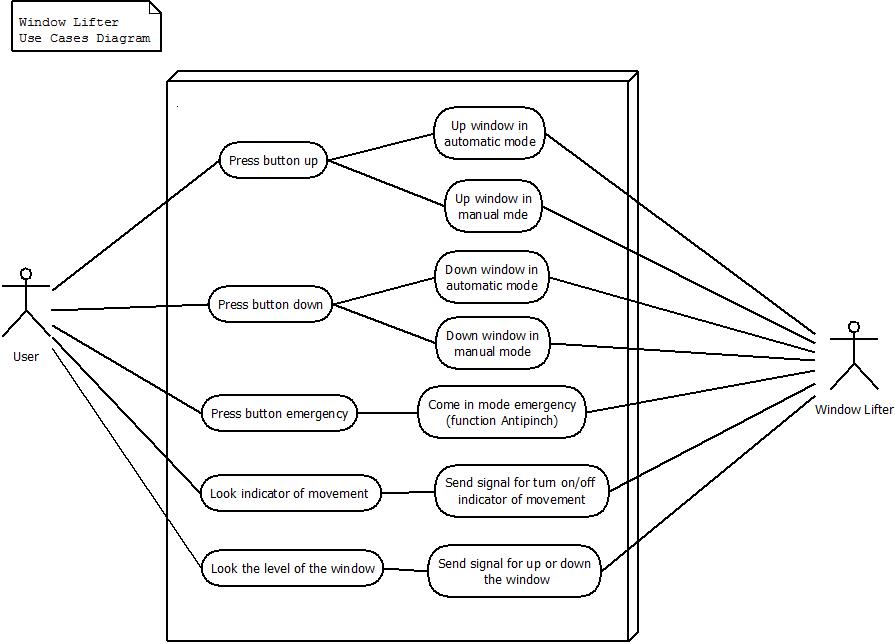 Window Lifter
Use Cases Diagram
Up window in
automatic mode
Press button up
Up window in
manual mde
Down window in
automatic mode
Press button down
Down window in
manual mode
User
Window Lifter
Press button emergency
Come in mode emergency
(function Antipinch)
Look indicator of movement
Send signal for turn on/off
indicator of movement
Look the level of the window
Send signal for up or down
the window